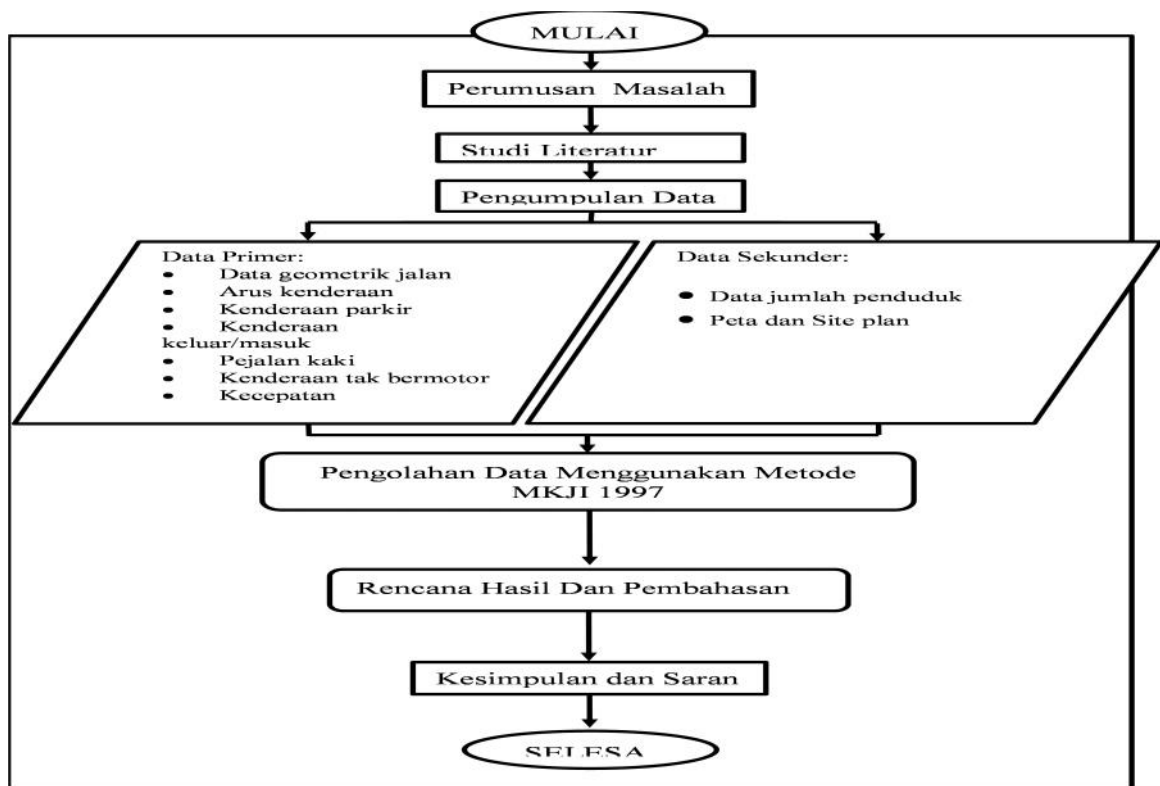 MULAI
Perumusan Masalah
Studi Literatur
Pengumpulan Data
Data Primer:
• Data geometrik jalan
• Arus kenderaan
• Kenderaan parkir
• Kenderaan
keluar/masuk
• Pejalan kaki
• Kenderaan tak bermotor
• Kecepatan
Data Sekunder:
• Data jumlah penduduk
• Peta dan Site plan
Pengolahan Data Menggunakan Metode
MKJI 1997
Rencana Hasil Dan Pembahasan
Kesimpulan dan Saran
SELESA